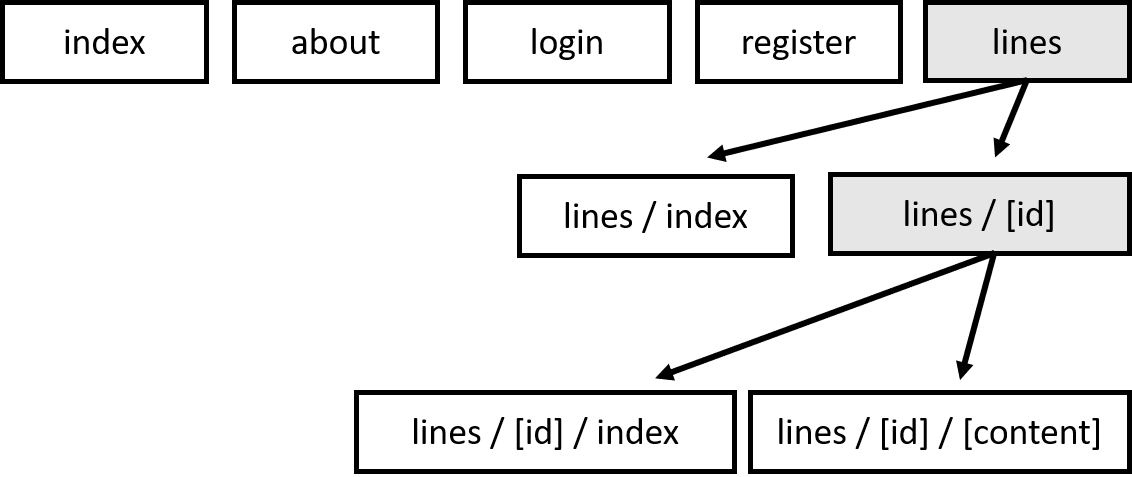 index
about
login
register
lines
lines / index
lines / [id]
lines / [id] / index
lines / [id] / [content]